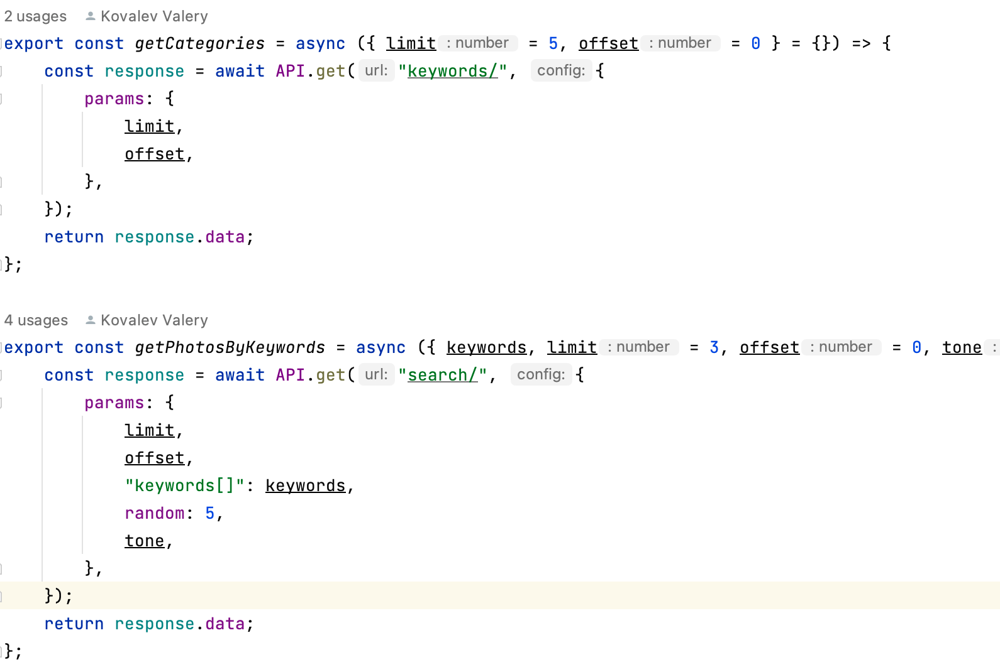 2 usages Kovalev Valery
export const getCategories = async ({ limit : number = 5, offset : number = 0 } = {}) => {
const response = await API.get( url: "keywords/", config: {
params: {
limit,
offset,
},
});
return response.data;
};
4 usages Kovalev Valery
export const getPhotosByKeywords = async ({ keywords, limit : number = 3, offset : number = 0, tone :
const response = await API.get( url: "search/", config: {
params: {
limit,
offset,
"keywords[]": keywords,
random: 5,
tone,
},
});
return response.data;
};